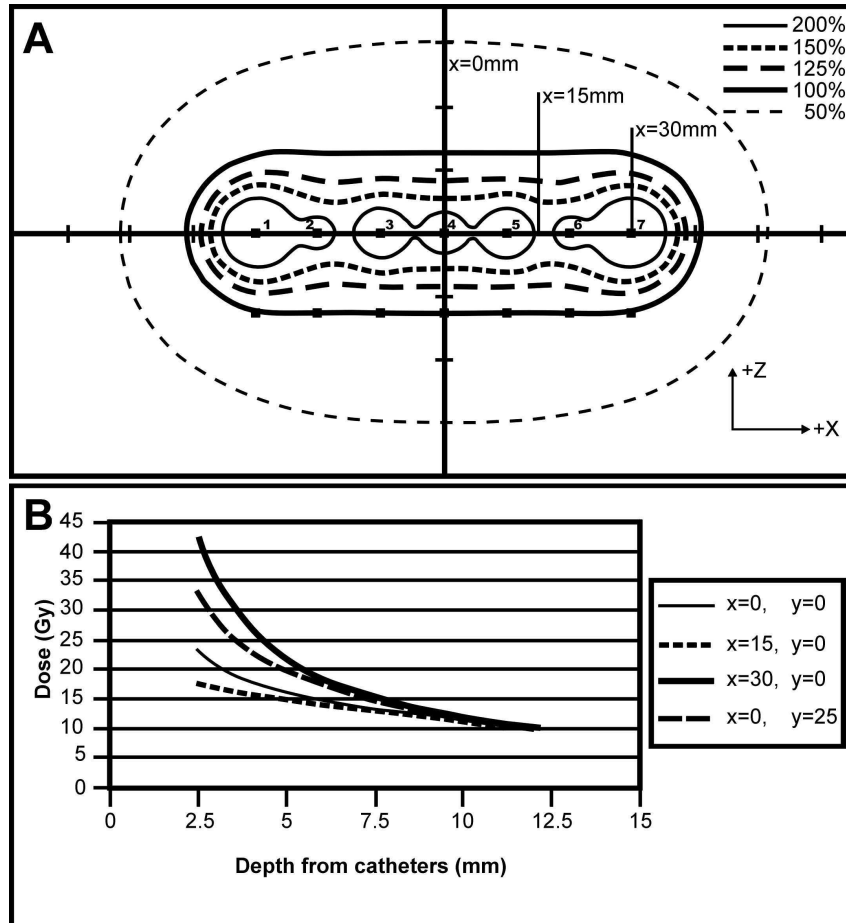 A
x=0mm
x=15mm
x=30mm
200%
150%
125%
100%
50%
1 2 3 4 5 6 7
+Z
+X
B
45
40
35
30
25
20
15
10
5
0
Dose (Gy)
0 2.5 5 7.5 10 12.5 15
Depth from catheters (mm)
x=0, y=0
x=15, y=0
x=30, y=0
x=0, y=25